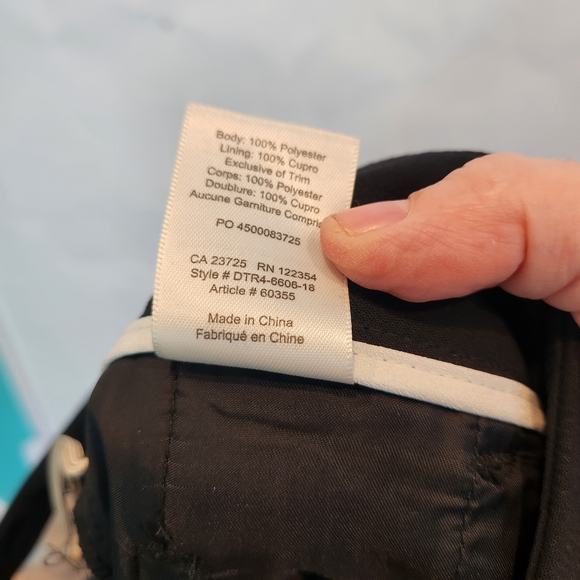 Body: 100% Polyester
Lining: 100% Cupro
Exclusive of Trim
Corps: 100% Polyester
Doublure: 100% Cupro
Aucune Garniture
PO 4500083725
CA 23725 RN 122354
Style # DTR4-6606-18
Article # 60355
Made in China
Fabriqué en Chine